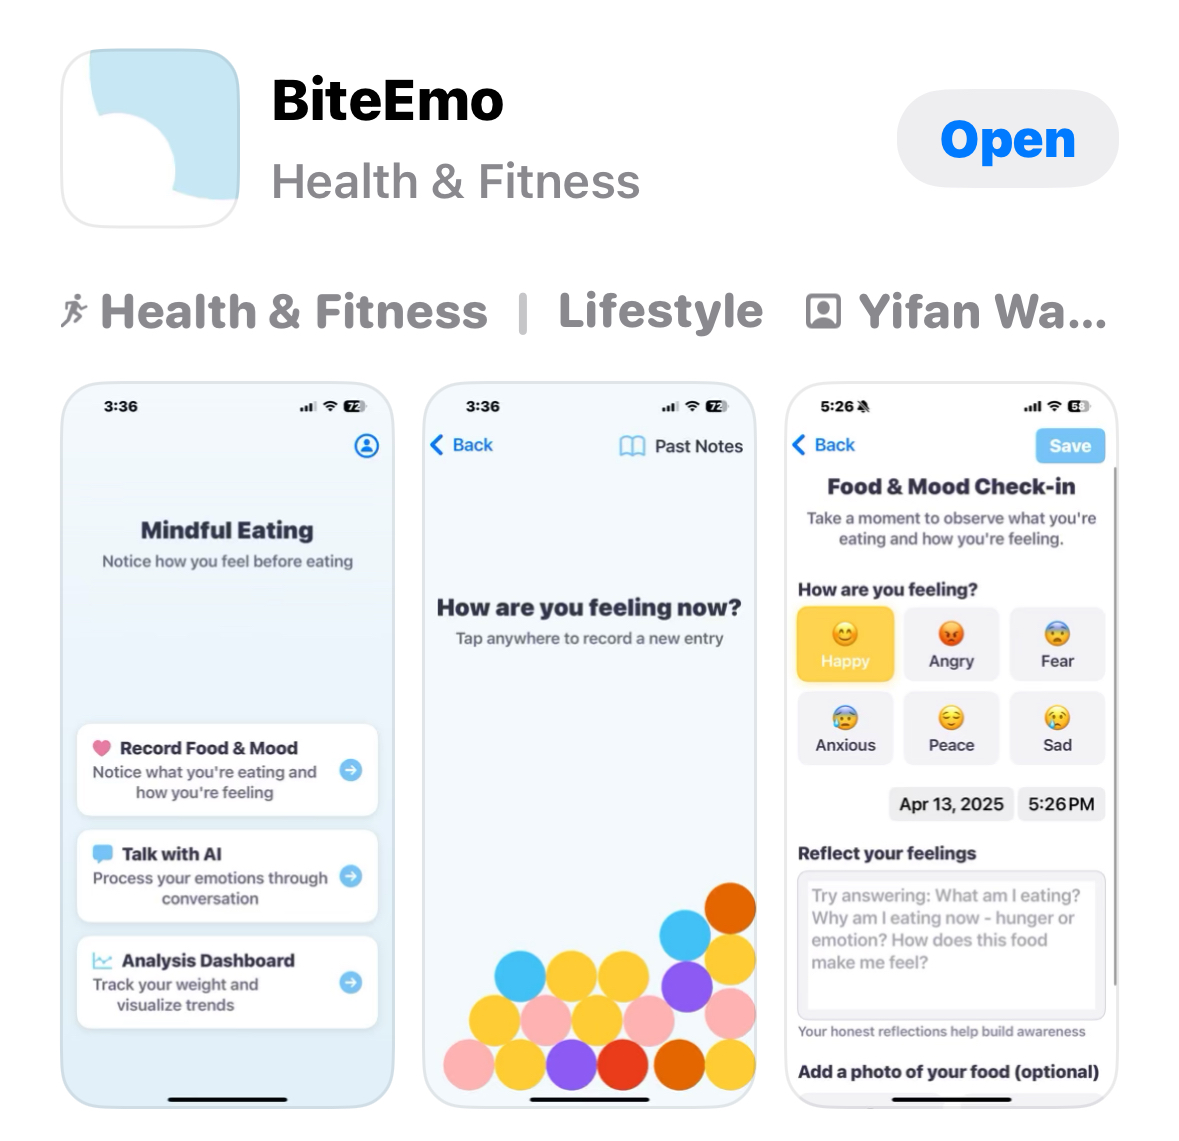 BiteEmo
Health & Fitness
Open
Health & Fitness | Lifestyle Yifan Wa...
3:36
72
Mindful Eating
Notice how you feel before eating
Record Food & Mood
Notice what you're eating and
how you're feeling
Talk with AI
Process your emotions through
conversation
Analysis Dashboard
Track your weight and
visualize trends
3:36
72
Back
Past Notes
How are you feeling now?
Tap anywhere to record a new entry
5:26
58
Back
Save
Food & Mood Check-in
Take a moment to observe what you're
eating and how you're feeling.
How are you feeling?
Happy
Angry
Fear
Anxious
Peace
Sad
Apr 13, 2025
5:26 PM
Reflect your feelings
Try answering: What am I eating?
Why am I eating now - hunger or
emotion? How does this food
make me feel?
Your honest reflections help build awareness
Add a photo of your food (optional)